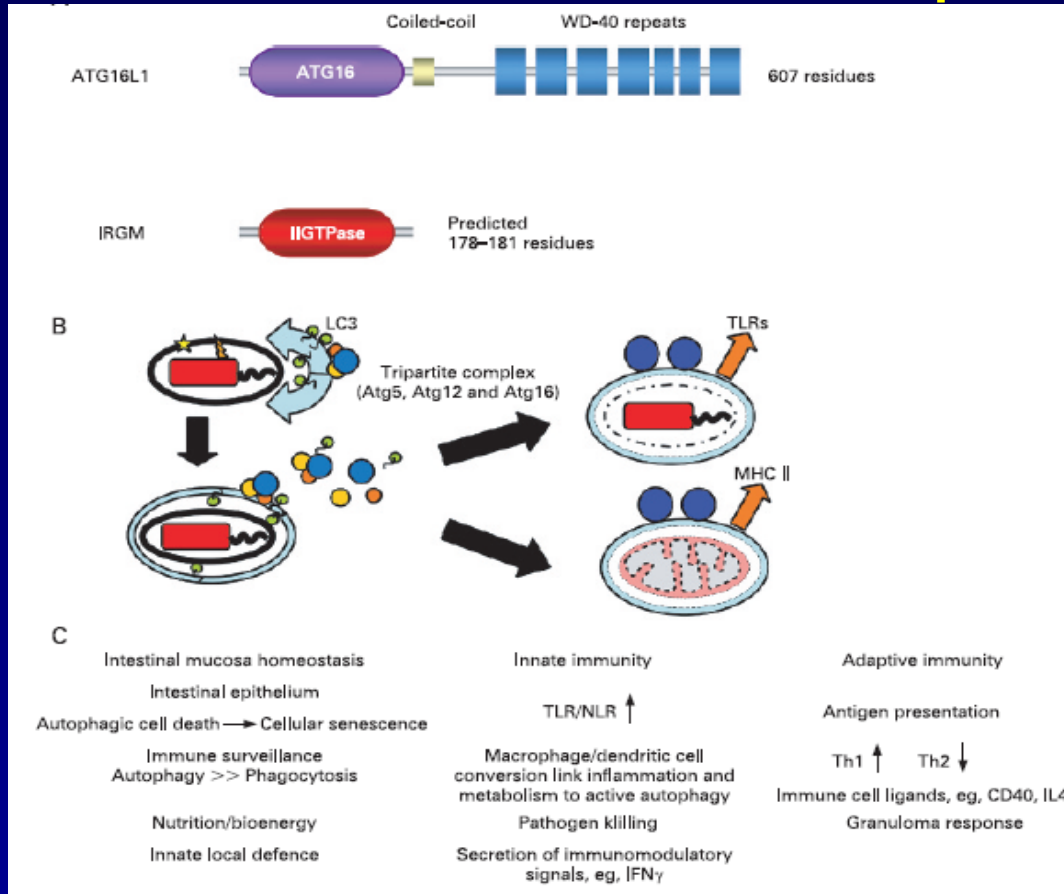 Coiled-coil WD-40 repeats
ATG16L1 ATG16 607 residues
IRGM IIGTPase Predicted
178–181 residues
B
LC3
Tripartite complex
(Atg5, Atg12 and Atg16)
TLRs
MHC II
C
Intestinal mucosa homeostasis
Intestinal epithelium
Autophagic cell death → Cellular senescence
Immune surveillance
Autophagy >> Phagocytosis
Nutrition/bioenergy
Innate local defence
Innate immunity
TLR/NLR ↑
Macrophage/dendritic cell
conversion link inflammation and
metabolism to active autophagy
Pathogen klilling
Secretion of immunomodulatory
signals, eg, IFNγ
Adaptive immunity
Antigen presentation
Th1 ↑ Th2 ↓
Immune cell ligands, eg, CD40, IL4
Granuloma response